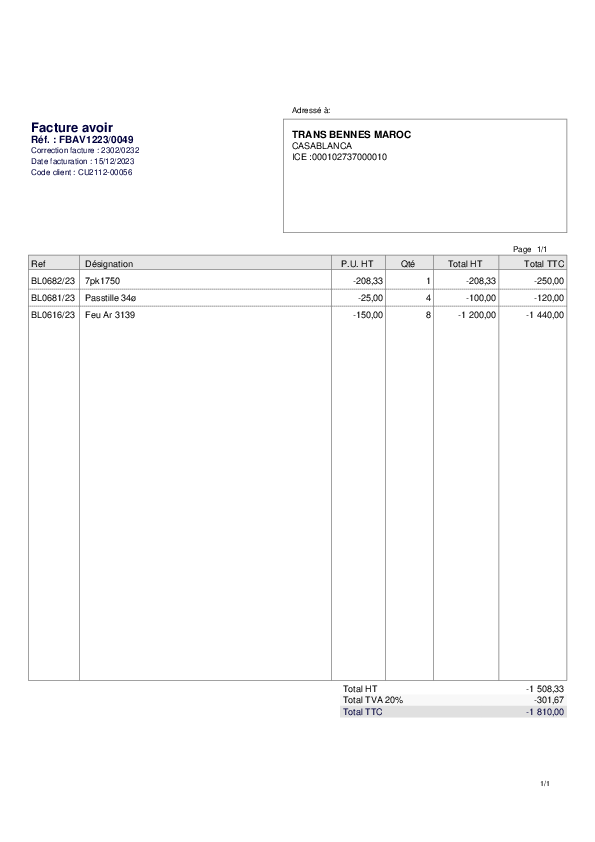 Adressé à:
Facture avoir
Réf. : FBAV1223/0049
Correction facture : 2302/0232
Date facturation : 15/12/2023
Code client : CU2112-00056
TRANS BENNES MAROC
CASABLANCA
ICE :000102737000010
Page 1/1
Ref Désignation P.U. HT Qté Total HT Total TTC
BL0682/23 7pk1750 -208,33 1 -208,33 -250,00
BL0681/23 Passtille 34ø -25,00 4 -100,00 -120,00
BL0616/23 Feu Ar 3139 -150,00 8 -1 200,00 -1 440,00
Total HT -1 508,33
Total TVA 20% -301,67
Total TTC -1 810,00
1/1